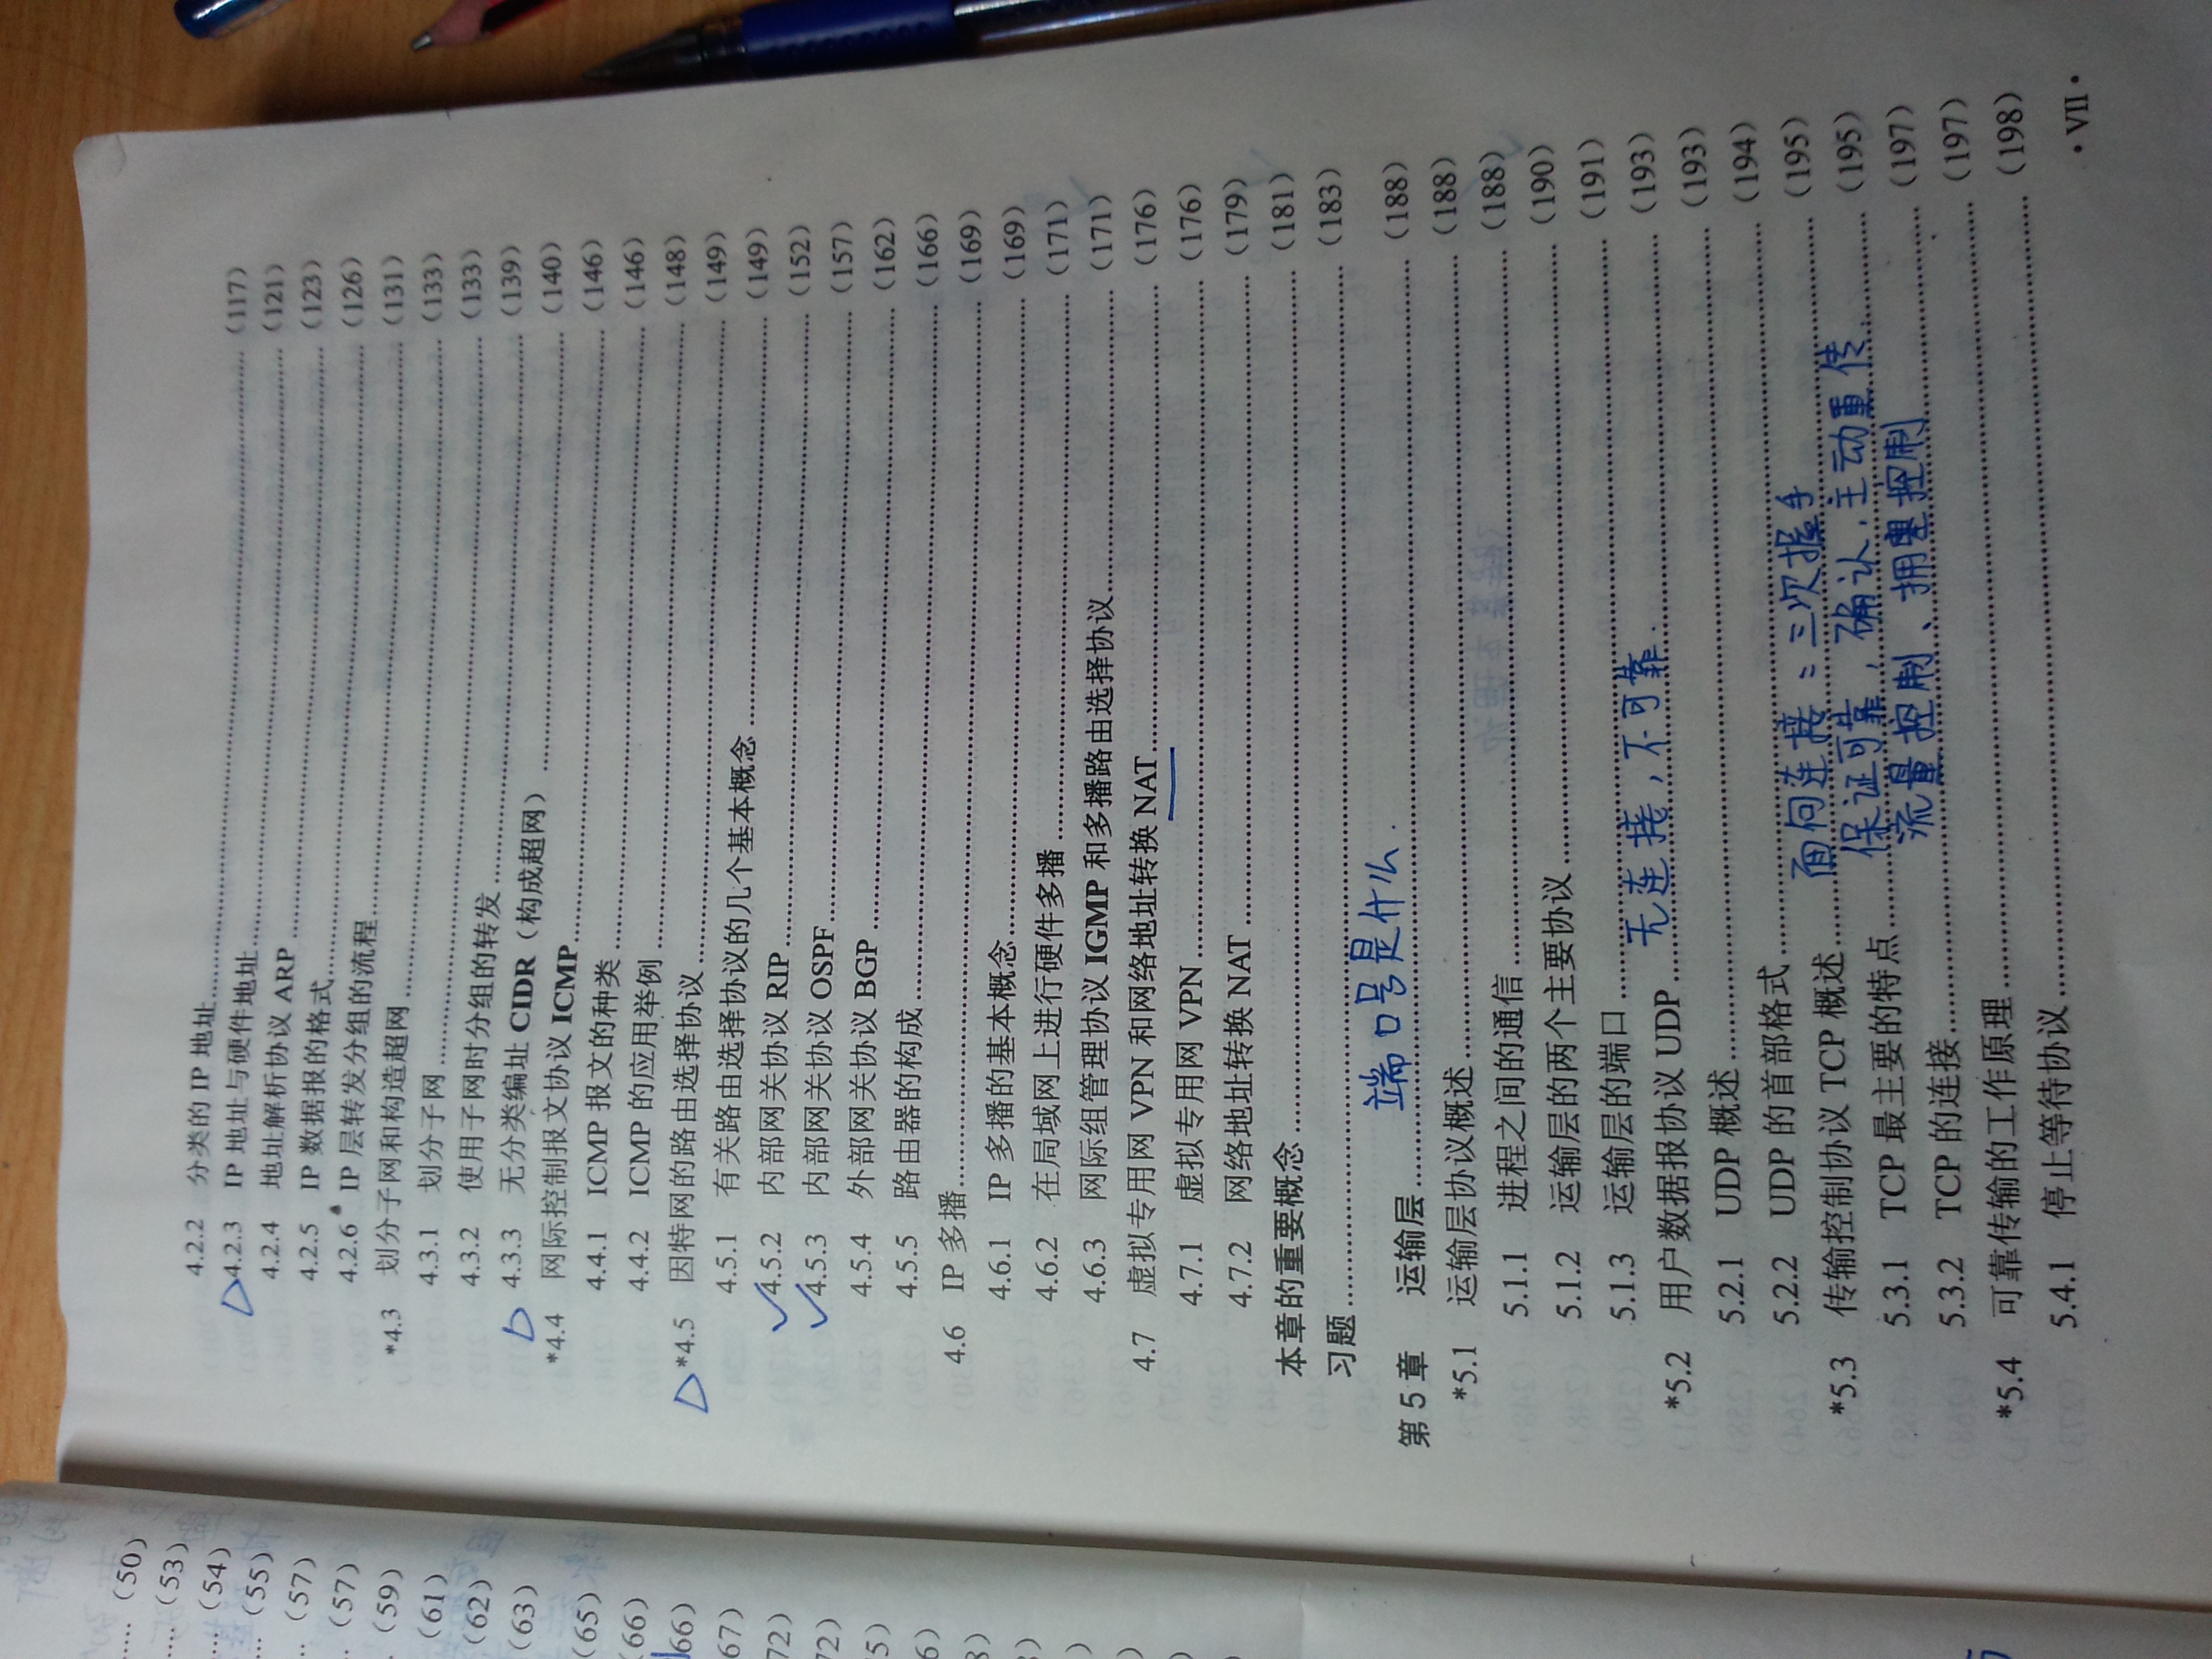 (50)
(53)
(54)
(55)
(57)
(57)
(59)
(61)
(62)
(63)
(65)
(66)
66)
67)
72)
72)
4.2.2 分类的 IP 地址 (117)
4.2.3 IP 地址与硬件地址 (121)
4.2.4 地址解析协议 ARP (123)
4.2.5 IP 数据报的格式 (126)
4.2.6 IP 层转发分组的流程 (131)
*4.3 划分子网和构造超网 (133)
4.3.1 划分子网 (133)
4.3.2 使用子网时分组的转发 (139)
4.3.3 无分类编址 CIDR（构成超网） (140)
*4.4 网际控制报文协议 ICMP (146)
4.4.1 ICMP 报文的种类 (146)
4.4.2 ICMP 的应用举例 (148)
*4.5 因特网的路由选择协议 (149)
4.5.1 有关路由选择协议的几个基本概念 (149)
4.5.2 内部网关协议 RIP (152)
4.5.3 内部网关协议 OSPF (157)
4.5.4 外部网关协议 BGP (162)
4.5.5 路由器的构成 (166)
4.6 IP 多播 (169)
4.6.1 IP 多播的基本概念 (169)
4.6.2 在局域网上进行硬件多播 (171)
4.6.3 网际组管理协议 IGMP 和多播路由选择协议 (171)
4.7 虚拟专用网 VPN 和网络地址转换 NAT (176)
4.7.1 虚拟专用网 VPN (176)
4.7.2 网络地址转换 NAT (179)
本章的重要概念 (181)
习题 (183)
端口号是什么.
第 5 章 运输层 (188)
*5.1 运输层协议概述 (188)
5.1.1 进程之间的通信 (188)
5.1.2 运输层的两个主要协议 (190)
5.1.3 运输层的端口 (191)
无连接，不可靠.
*5.2 用户数据报协议 UDP (193)
5.2.1 UDP 概述 (193)
5.2.2 UDP 的首部格式 (194)
面向连接：三次握手
*5.3 传输控制协议 TCP 概述 (195)
保证可靠，确认，主动重传.
5.3.1 TCP 最主要的特点 (195)
流量控制、拥塞控制
5.3.2 TCP 的连接 (197)
*5.4 可靠传输的工作原理 (197)
5.4.1 停止等待协议 (198)
·VII·